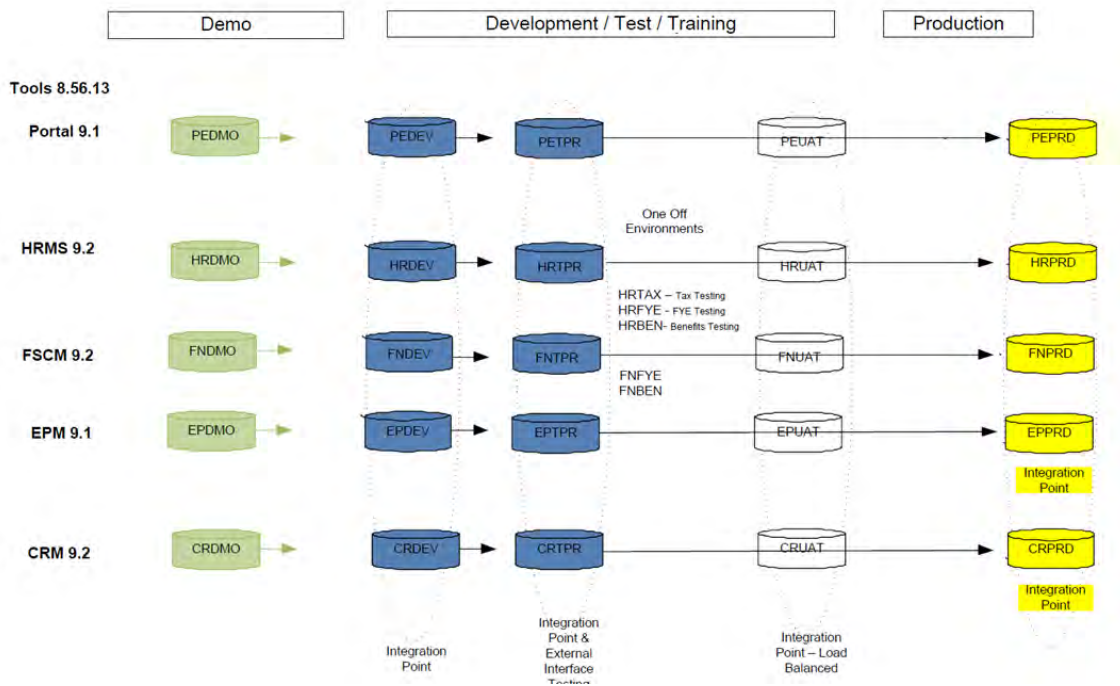 Demo
Development / Test / Training
Production
Tools 8.56.13
Portal 9.1
PEDMO
PEDEV
PETPR
PEUAT
PEPRD
One Off
Environments
HRMS 9.2
HRDMO
HRDEV
HRTPR
HRUAT
HRPRD
HRTAX – Tax Testing
HRFYE - FYE Testing
HRBEN- Benefits Testing
FSCM 9.2
FNDMO
FNDEV
FNTPR
FNUAT
FNPRD
FNFYE
FNBEN
EPM 9.1
EPDMO
EPDEV
EPTPR
EPUAT
EPPRD
Integration
Point
CRM 9.2
CRDMO
CRDEV
CRTPR
CRUAT
CRPRD
Integration
Point
Integration
Point
Integration
Point &
External
Interface
Testing
Integration
Point – Load
Balanced